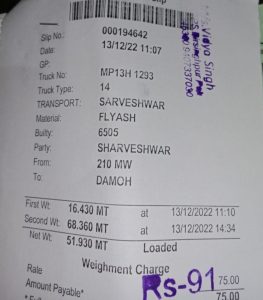 Slip No.: 000194642
Date: 13/12/22 11:07
GP:
Truck No: MP13H 1293
Truck Type: 14
TRANSPORT: SARVESHWAR
Material: FLYASH
Builty: 6505
Party: SHARVESHWAR
From: 210 MW
To: DAMOH
First Wt: 16.430 MT at 13/12/2022 11:10
Second Wt: 68.360 MT at 13/12/2022 14:34
Net Wt: 51.930 MT Loaded
Weighment Charge
Rate 75.00
Amount Payable* 75.00
Rs-91
Vidya Singh